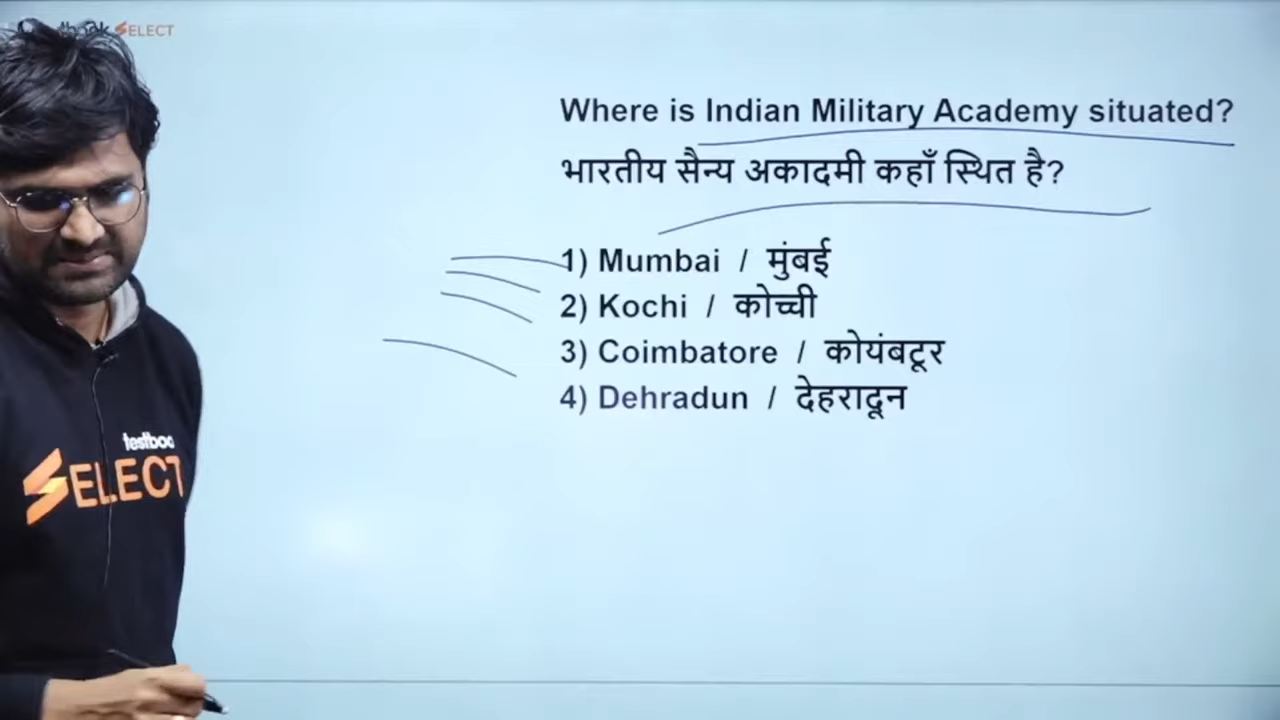 SELECT
Where is Indian Military Academy situated?
भारतीय सैन्य अकादमी कहाँ स्थित है?
1) Mumbai / मुंबई
2) Kochi / कोच्ची
3) Coimbatore / कोयंबटूर
4) Dehradun / देहरादून
testboo
SELECT